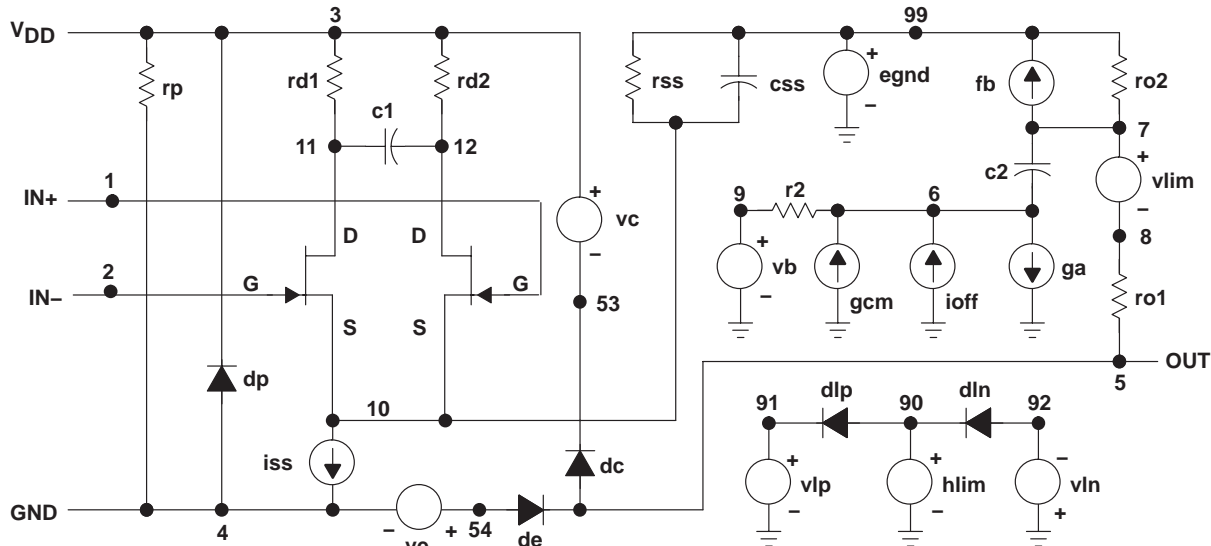 3
99
VDD
rp
rd1
rd2
rss
css
+
egnd
−
fb
ro2
c1
11
12
7
c2
+
vlim
−
1
IN+
9
r2
6
8
+
vc
−
D
D
2
IN−
G
G
+
vb
−
gcm
ioff
ga
ro1
53
S
S
OUT
5
dp
10
91
dlp
90
dln
92
iss
dc
+
vlp
−
+
hlim
−
−
vln
+
GND
4
−
+
54
de